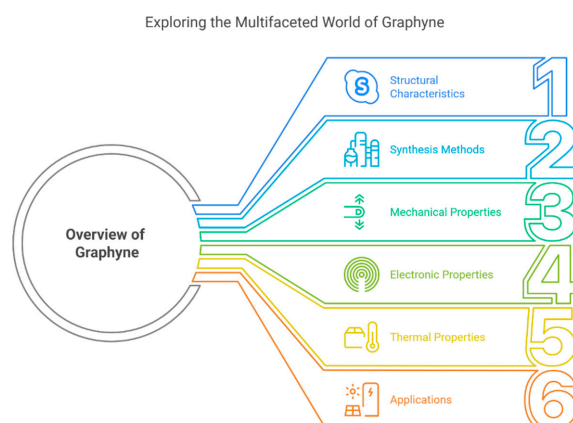 Exploring the Multifaceted World of Graphyne
Overview of
Graphyne
Structural
Characteristics
1
Synthesis Methods
2
Mechanical Properties
3
Electronic Properties
4
Thermal Properties
5
Applications
6